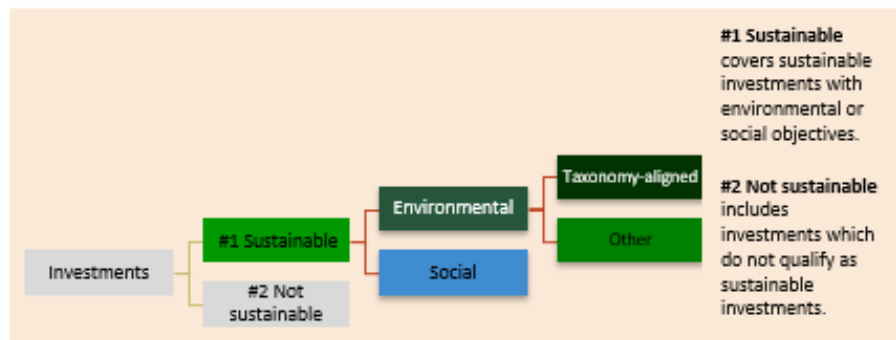 #1 Sustainable
covers sustainable
investments with
environmental or
social objectives.
Taxonomy-aligned
#2 Not sustainable
includes
investments which
do not qualify as
sustainable
investments.
Environmental
Other
#1 Sustainable
Social
Investments
#2 Not
sustainable